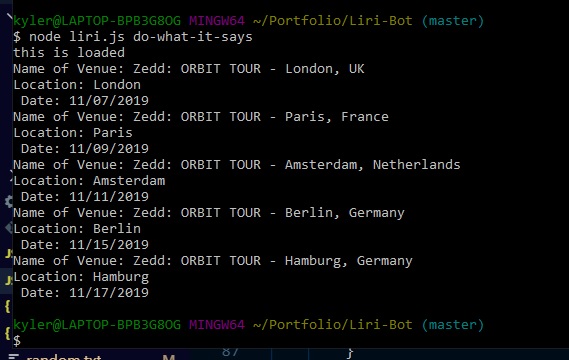 kyler@LAPTOP-BPB3G8OG MINGW64 ~/Portfolio/Liri-Bot (master)
$ node liri.js do-what-it-says
this is loaded
Name of Venue: Zedd: ORBIT TOUR - London, UK
Location: London
 Date: 11/07/2019
Name of Venue: Zedd: ORBIT TOUR - Paris, France
Location: Paris
 Date: 11/09/2019
Name of Venue: Zedd: ORBIT TOUR - Amsterdam, Netherlands
Location: Amsterdam
 Date: 11/11/2019
Name of Venue: Zedd: ORBIT TOUR - Berlin, Germany
Location: Berlin
 Date: 11/15/2019
Name of Venue: Zedd: ORBIT TOUR - Hamburg, Germany
Location: Hamburg
 Date: 11/17/2019
kyler@LAPTOP-BPB3G8OG MINGW64 ~/Portfolio/Liri-Bot (master)
$
random.txt M 87 }